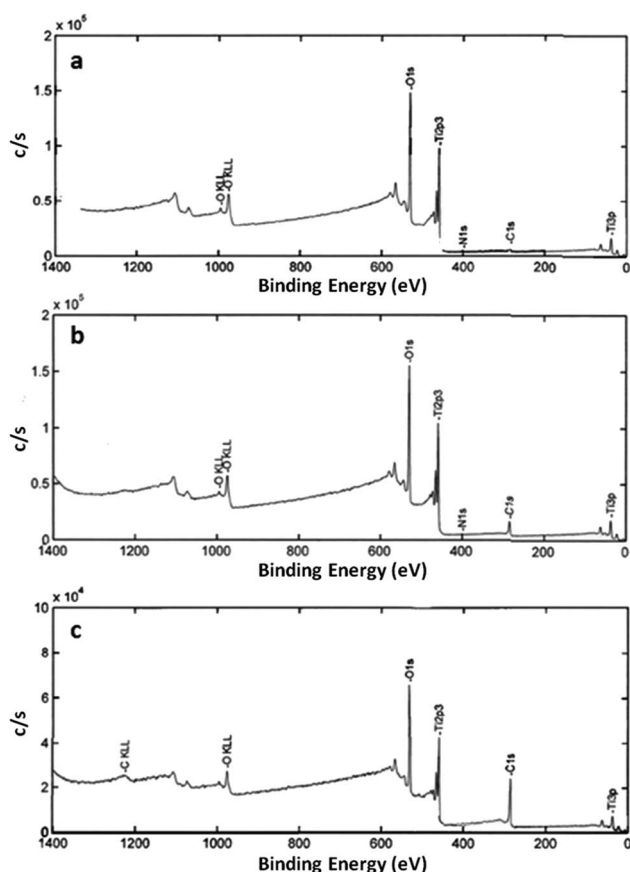 x 10^5
2
a
1.5
1
0.5
0
c/s
-O KLL
-O KLL
-O1s
-Ti2p3
-N1s
-C1s
-Ti3p
1400 1200 1000 800 600 400 200 0
Binding Energy (eV)
x 10^5
2
b
1.5
1
0.5
0
c/s
-O KLL
-O KLL
-O1s
-Ti2p3
-N1s
-C1s
-Ti3p
1400 1200 1000 800 600 400 200 0
Binding Energy (eV)
x 10^4
10
c
8
6
4
2
0
c/s
-C KLL
-O KLL
-O1s
-Ti2p3
-C1s
-Ti3p
1400 1200 1000 800 600 400 200 0
Binding Energy (eV)